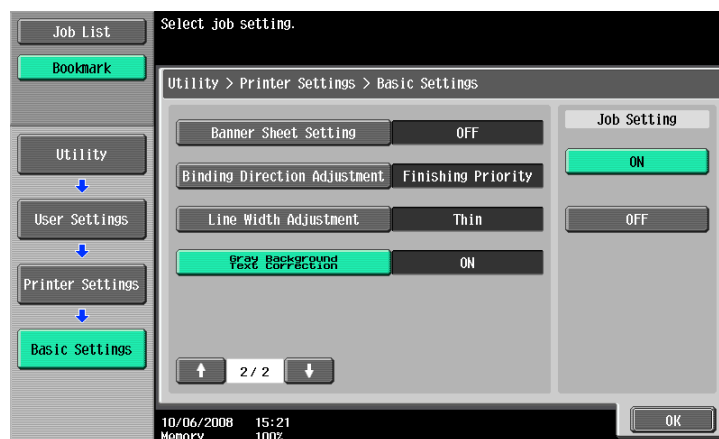 Job List
Bookmark
Utility
User Settings
Printer Settings
Basic Settings
Select job setting.
Utility > Printer Settings > Basic Settings
Banner Sheet Setting OFF
Binding Direction Adjustment Finishing Priority
Line Width Adjustment Thin
Gray Background
Text Correction ON
2/ 2
Job Setting
ON
OFF
10/06/2008 15:21
Memory 100%
OK